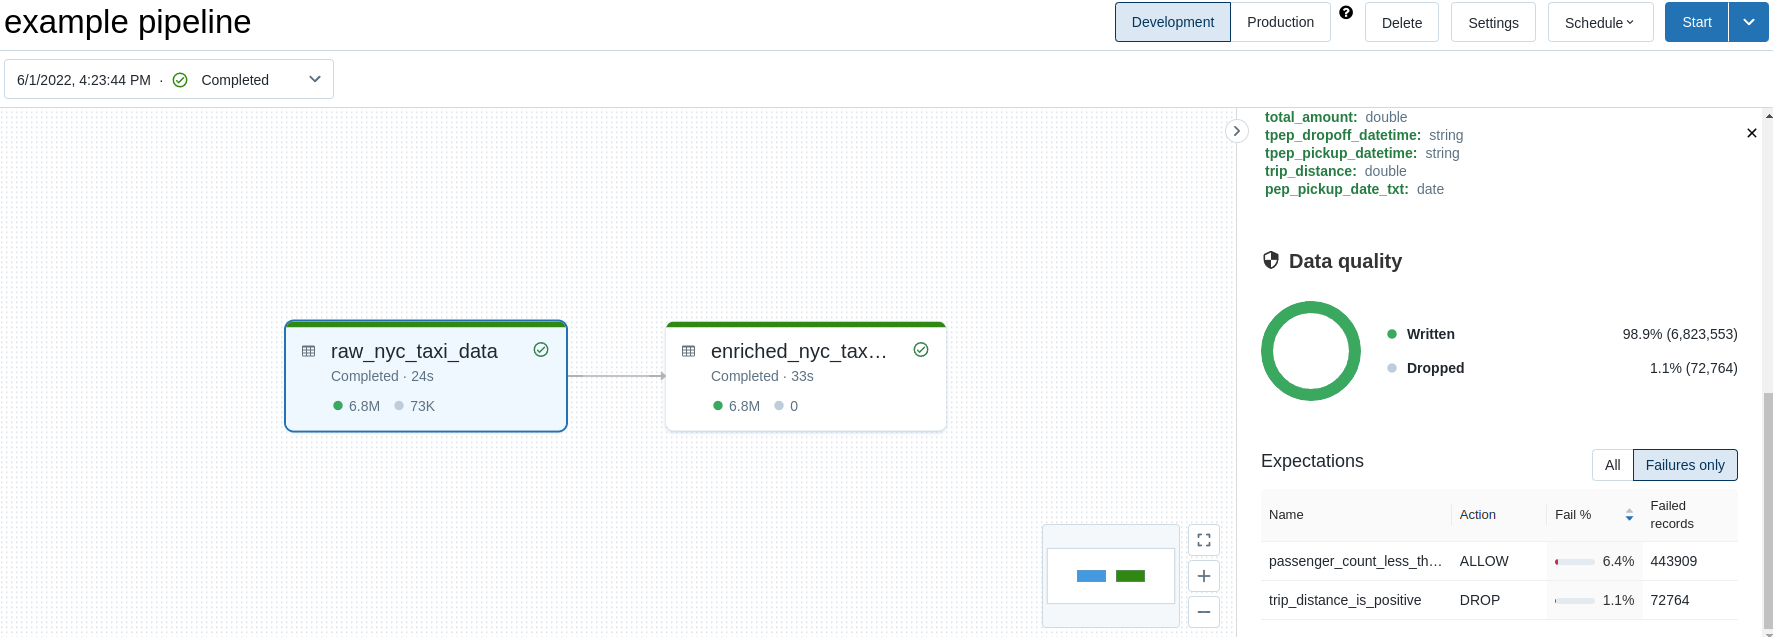 example pipeline
Development Production ? Delete Settings Schedule Start
6/1/2022, 4:23:44 PM · Completed
total_amount: double
tpep_dropoff_datetime: string
tpep_pickup_datetime: string
trip_distance: double
pep_pickup_date_txt: date
Data quality
Written 98.9% (6,823,553)
Dropped 1.1% (72,764)
raw_nyc_taxi_data
Completed · 24s
6.8M 73K
enriched_nyc_tax...
Completed · 33s
6.8M 0
Expectations All Failures only
Name Action Fail % Failed records
passenger_count_less_th... ALLOW 6.4% 443909
trip_distance_is_positive DROP 1.1% 72764